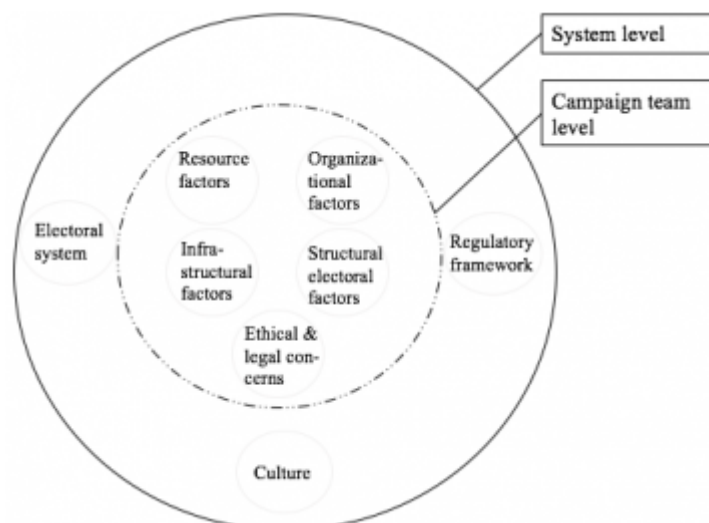 System level
Campaign team
level
Resource
factors
Organiza-
tional
factors
Electoral
system
Infra-
structural
factors
Structural
electoral
factors
Regulatory
framework
Ethical &
legal con-
cerns
Culture